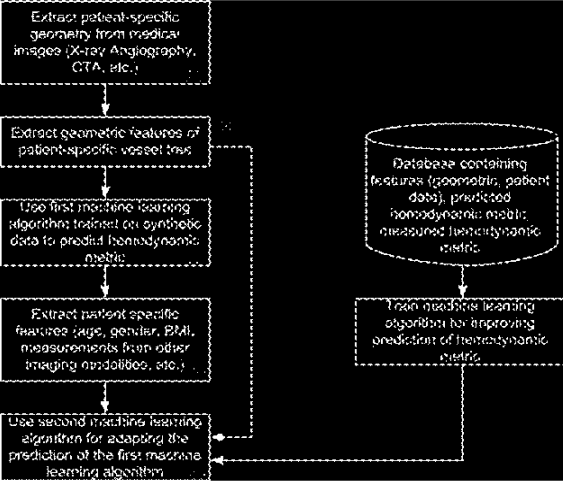 Extract patient-specific
geometry from medical
images (X-ray Angiography,
CTA, etc.)
Extract geometric features of
patient-specific vessel tree
Use first machine learning
algorithm trained on synthetic
data to predict hemodynamic
metric
Extract patient specific
features (age, gender, BMI,
measurements from other
imaging modalities, etc.)
Use second machine learning
algorithm for adapting the
prediction of the first machine
learning algorithm
Database containing
features (geometric, patient
data), predicted
hemodynamic metric,
measured hemodynamic
metric
Train machine learning
algorithm for improving
prediction of hemodynamic
metric